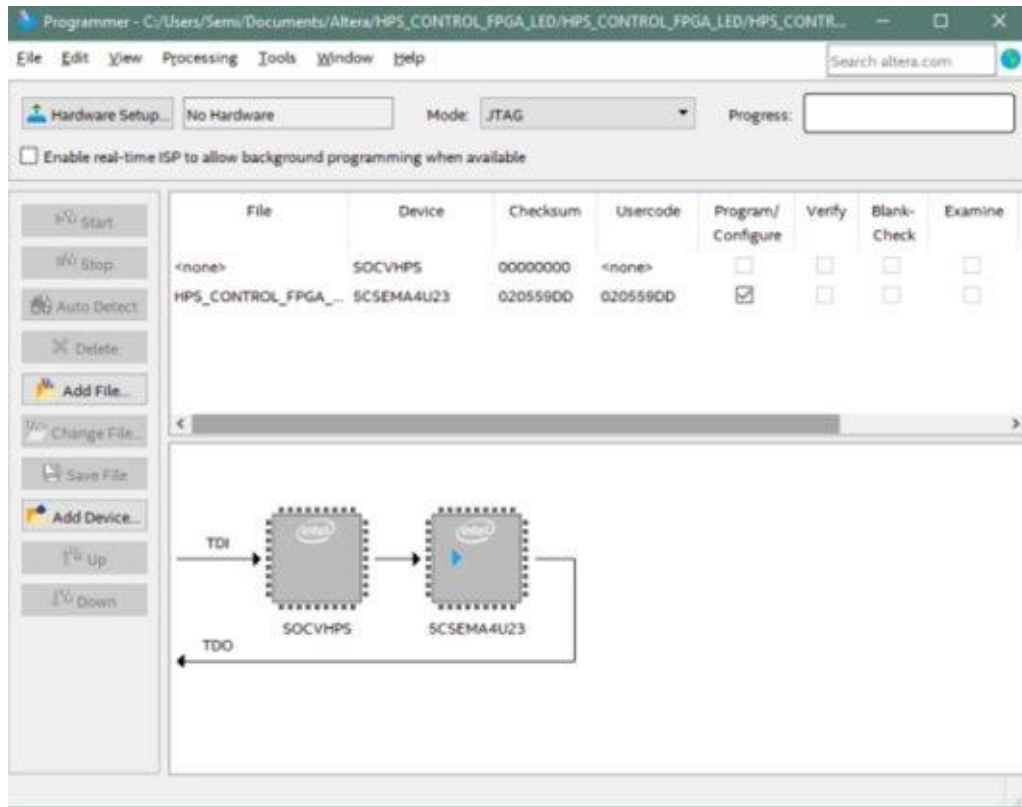 Programmer - C:/Users/Semi/Documents/Altera/HPS_CONTROL_FPGA_LED/HPS_CONTROL_FPGA_LED/HPS_CONTR...
File Edit View Processing Tools Window Help
Search altera.com
Hardware Setup... No Hardware Mode: JTAG Progress:
Enable real-time ISP to allow background programming when available
File Device Checksum Usercode Program/ Verify Blank- Examine
Configure Check
<none> SOCVHPS 00000000 <none>
HPS_CONTROL_FPGA_... 5CSEMA4U23 020559DD 020559DD
Start
Stop
Auto Detect
Delete
Add File...
Change File...
Save File
Add Device...
Up
Down
TDI
intel
intel
SOCVHPS 5CSEMA4U23
TDO